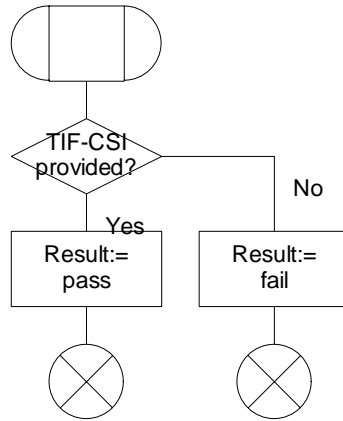 TIF-CSI
provided?
No
Yes
Result:=
pass
Result:=
fail